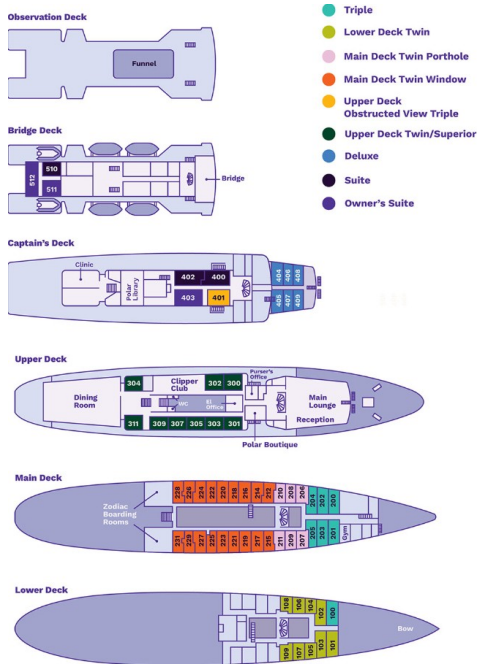 Observation Deck
Funnel
Triple
Lower Deck Twin
Main Deck Twin Porthole
Main Deck Twin Window
Upper Deck
Obstructed View Triple
Upper Deck Twin/Superior
Deluxe
Suite
Owner's Suite
Bridge Deck
512
510
511
Bridge
Captain's Deck
Clinic
Polar
Library
402
400
403
401
404
406
408
405
407
409
Upper Deck
304
Clipper
Club
302
300
Purser's
Office
Dining
Room
WC
EL
Office
Main
Lounge
Reception
311
309
307
305
303
301
Polar Boutique
Main Deck
Zodiac
Boarding
Rooms
228
226
224
222
220
218
216
214
212
210
208
206
204
202
200
231
229
227
225
223
221
219
217
215
211
209
207
205
203
201
Gym
Lower Deck
108
106
104
102
100
109
107
105
103
101
Bow